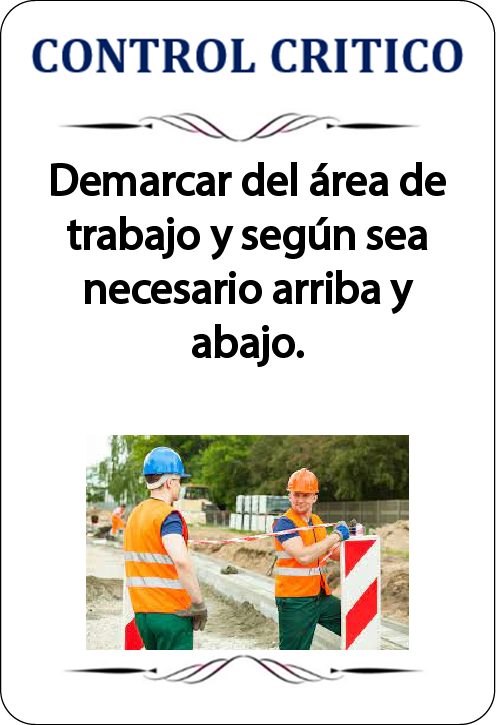 CONTROL CRITICO
Demarcar del área de
trabajo y según sea
necesario arriba y
abajo.